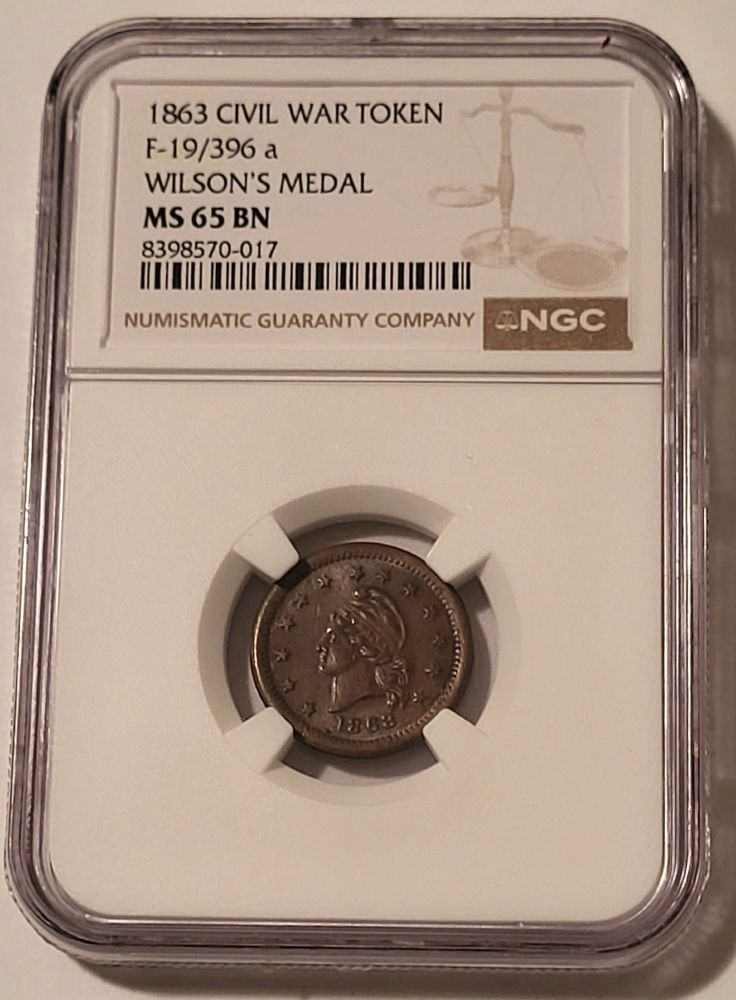 1863 CIVIL WAR TOKEN
F-19/396 a
WILSON'S MEDAL
MS 65 BN
8398570-017
NUMISMATIC GUARANTY COMPANY NGC
1863